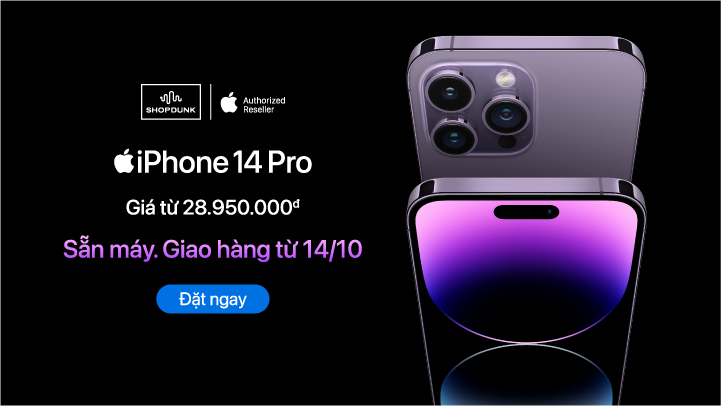 SHOPDUNK
Authorized
Reseller
iPhone 14 Pro
Giá từ 28.950.000đ
Sẵn máy. Giao hàng từ 14/10
Đặt ngay